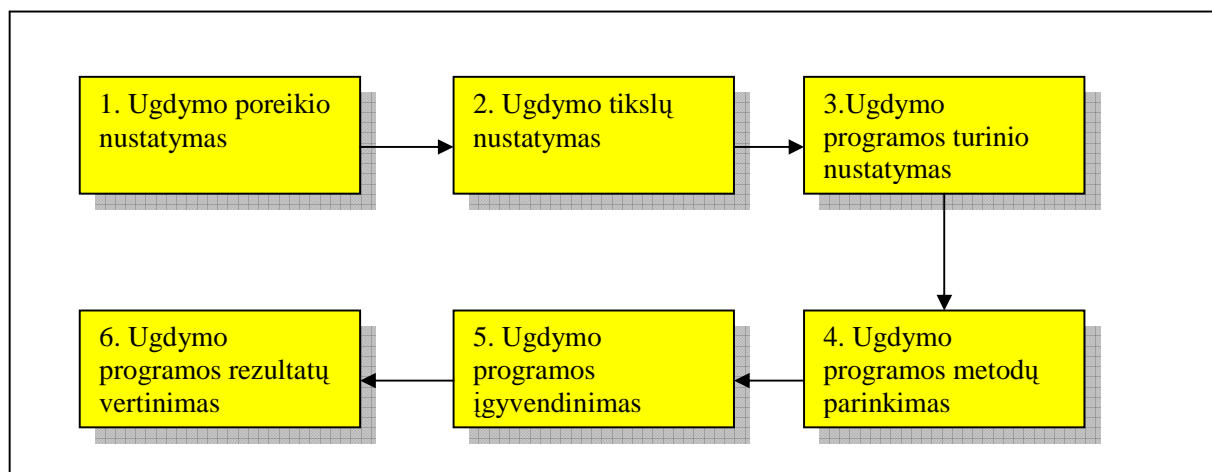 1. Ugdymo poreikio
nustatymas
2. Ugdymo tikslų
nustatymas
3.Ugdymo
programos turinio
nustatymas
4. Ugdymo
programos metodų
parinkimas
5. Ugdymo
programos
įgyvendinimas
6. Ugdymo
programos rezultatų
vertinimas